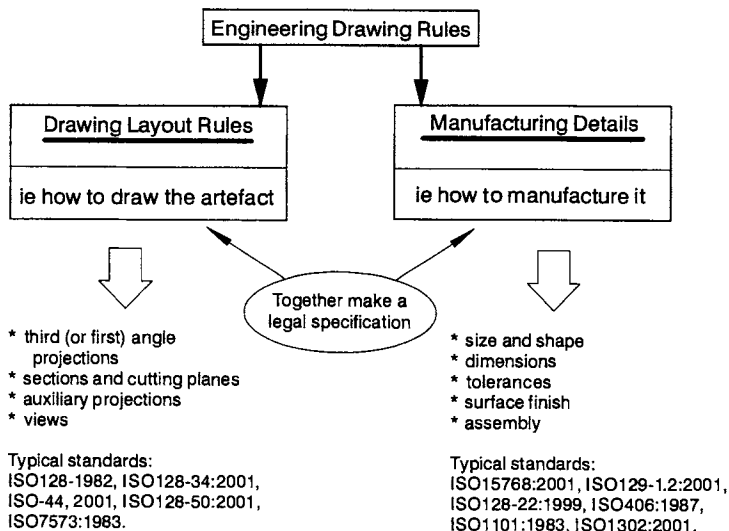 Engineering Drawing Rules
Drawing Layout Rules
ie how to draw the artefact
Manufacturing Details
ie how to manufacture it
Together make a
legal specification
* third (or first) angle
projections
* sections and cutting planes
* auxiliary projections
* views
Typical standards:
ISO128-1982, ISO128-34:2001,
ISO-44, 2001, ISO128-50:2001,
ISO7573:1983.
* size and shape
* dimensions
* tolerances
* surface finish
* assembly
Typical standards:
ISO15768:2001, ISO129-1.2:2001,
ISO128-22:1999, ISO406:1987,
ISO1101:1983, ISO1302:2001.